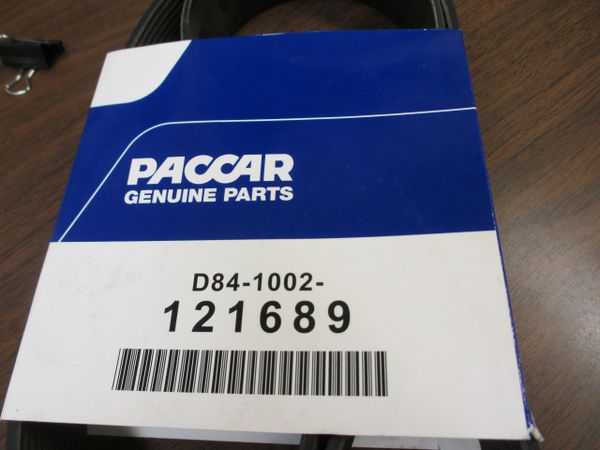 PACCAR
GENUINE PARTS
D84-1002-
121689